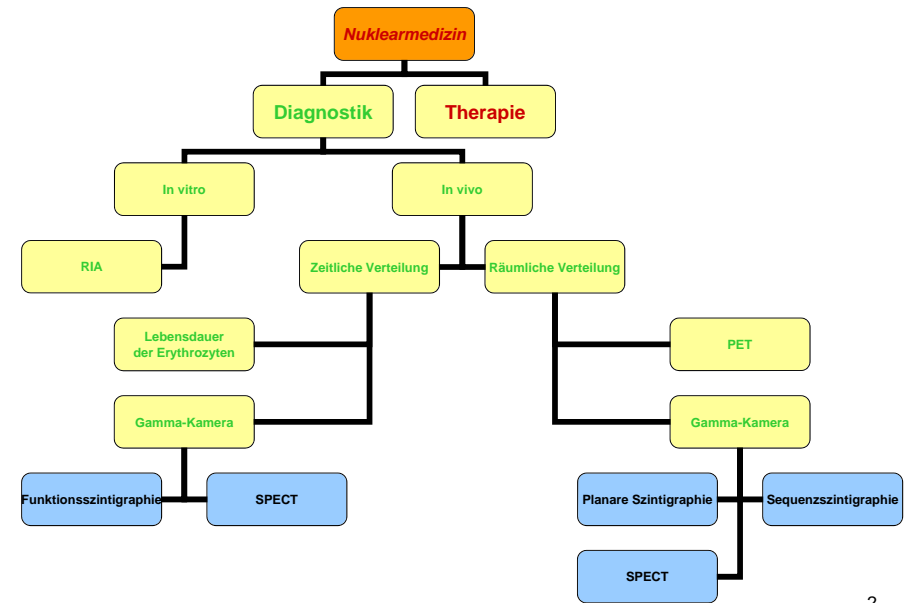 Nuklearmedizin
Diagnostik
Therapie
In vitro
In vivo
RIA
Zeitliche Verteilung
Räumliche Verteilung
Lebensdauer
der Erythrozyten
PET
Gamma-Kamera
Gamma-Kamera
Funktionsszintigraphie
SPECT
Planare Szintigraphie
Sequenzszintigraphie
SPECT
2